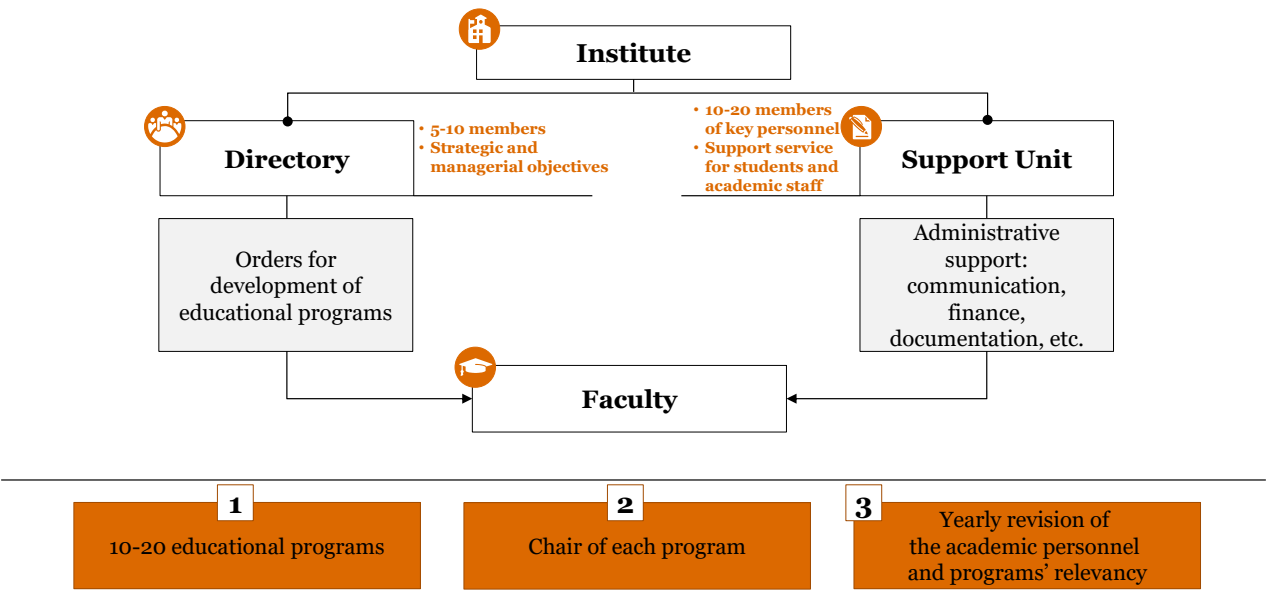 Institute
Directory
• 5-10 members
• Strategic and
managerial objectives
• 10-20 members
of key personnel
• Support service
for students and
academic staff
Support Unit
Orders for
development of
educational programs
Administrative
support:
communication,
finance,
documentation, etc.
Faculty
1
10-20 educational programs
2
Chair of each program
3
Yearly revision of
the academic personnel
and programs’ relevancy